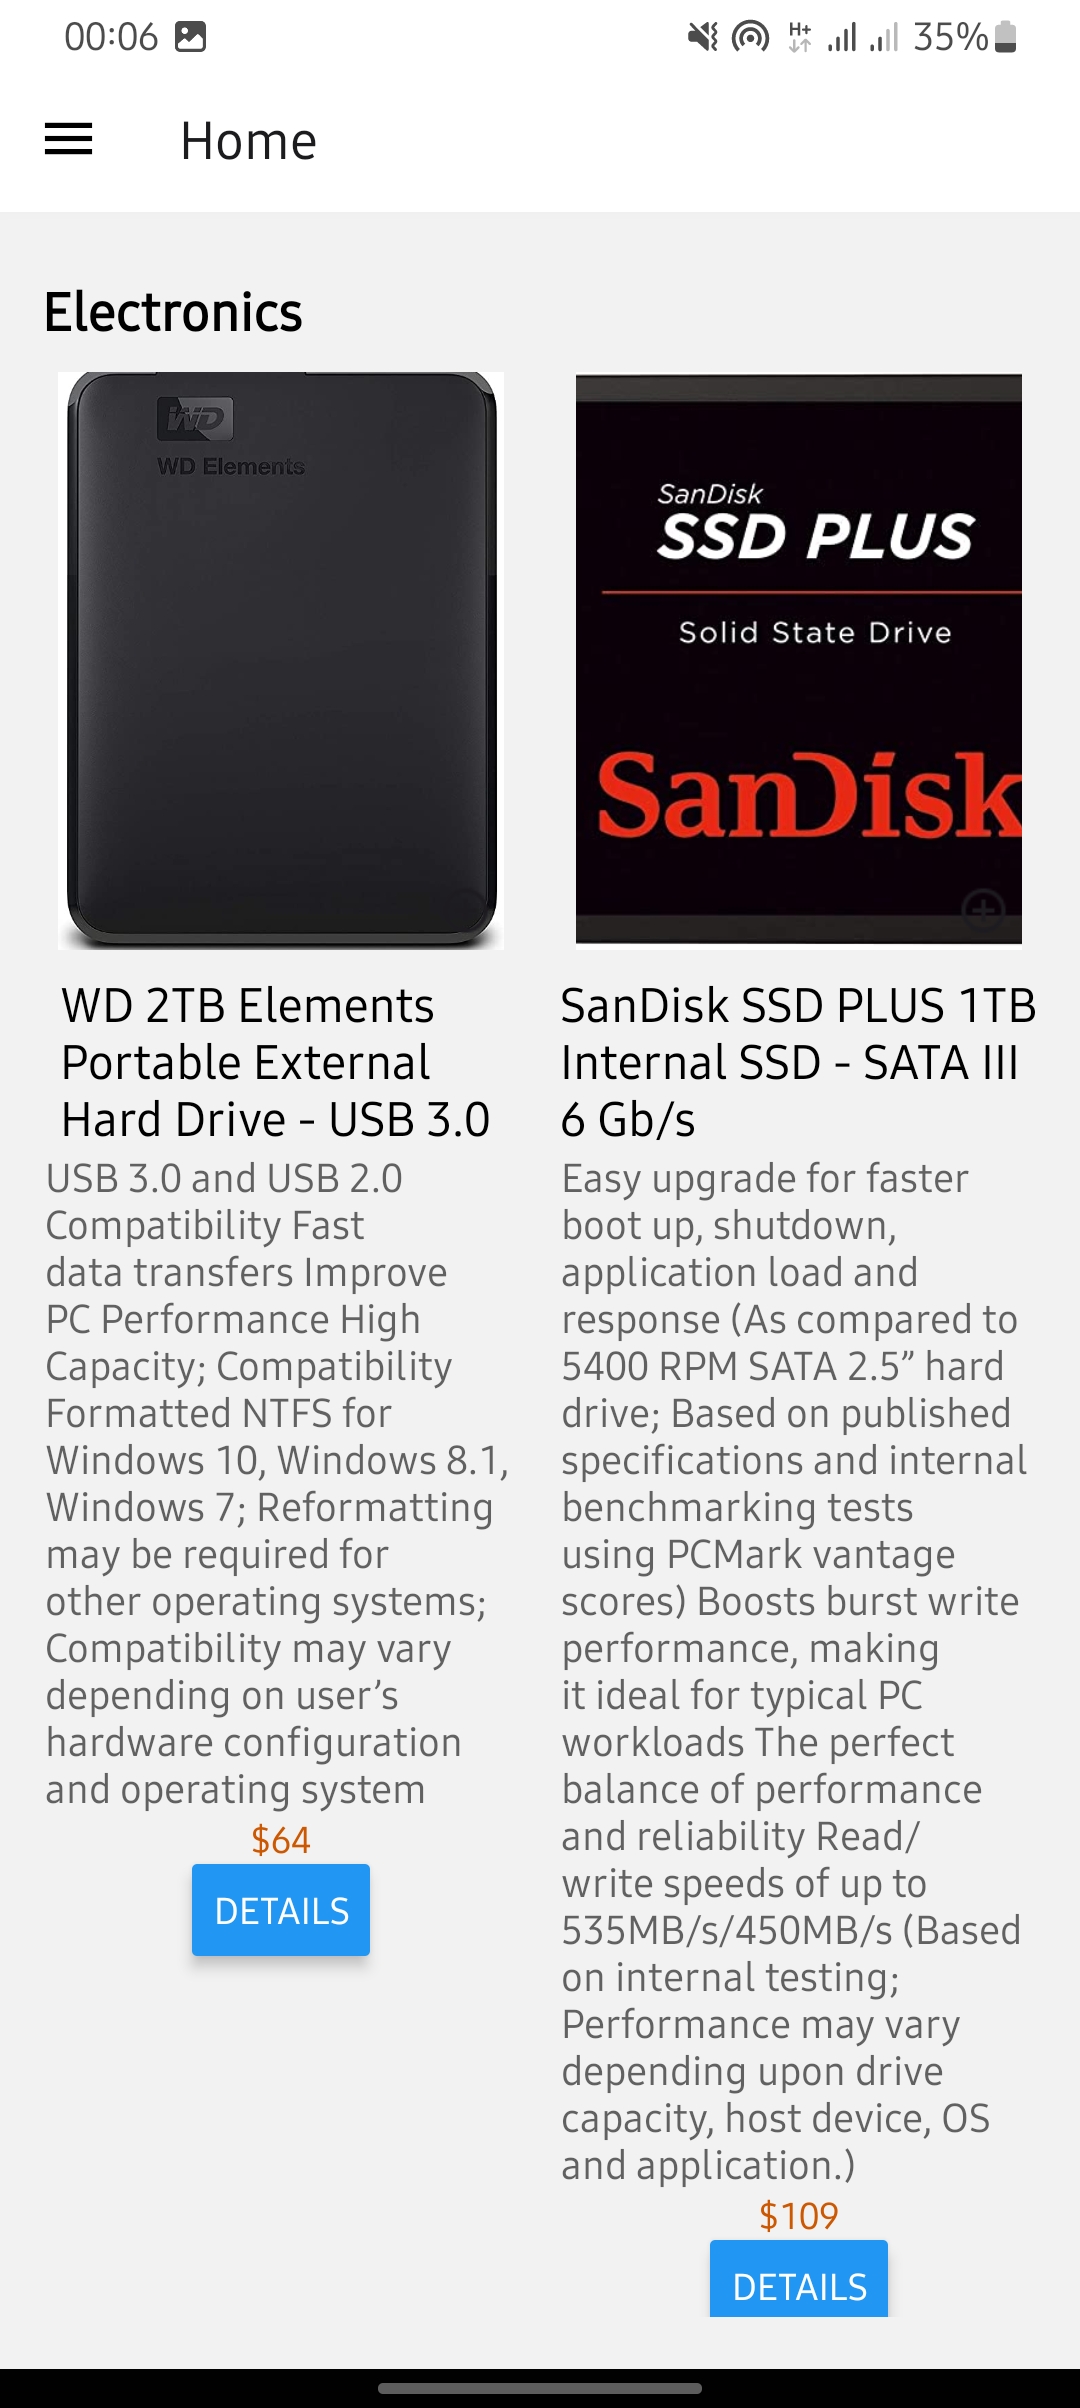 00:06
H+
35%
Home
Electronics
WD
WD Elements
SanDisk
SSD PLUS
Solid State Drive
SanDisk
WD 2TB Elements
Portable External
Hard Drive - USB 3.0
USB 3.0 and USB 2.0
Compatibility Fast
data transfers Improve
PC Performance High
Capacity; Compatibility
Formatted NTFS for
Windows 10, Windows 8.1,
Windows 7; Reformatting
may be required for
other operating systems;
Compatibility may vary
depending on user’s
hardware configuration
and operating system
$64
DETAILS
SanDisk SSD PLUS 1TB
Internal SSD - SATA III
6 Gb/s
Easy upgrade for faster
boot up, shutdown,
application load and
response (As compared to
5400 RPM SATA 2.5” hard
drive; Based on published
specifications and internal
benchmarking tests
using PCMark vantage
scores) Boosts burst write
performance, making
it ideal for typical PC
workloads The perfect
balance of performance
and reliability Read/
write speeds of up to
535MB/s/450MB/s (Based
on internal testing;
Performance may vary
depending upon drive
capacity, host device, OS
and application.)
$109
DETAILS